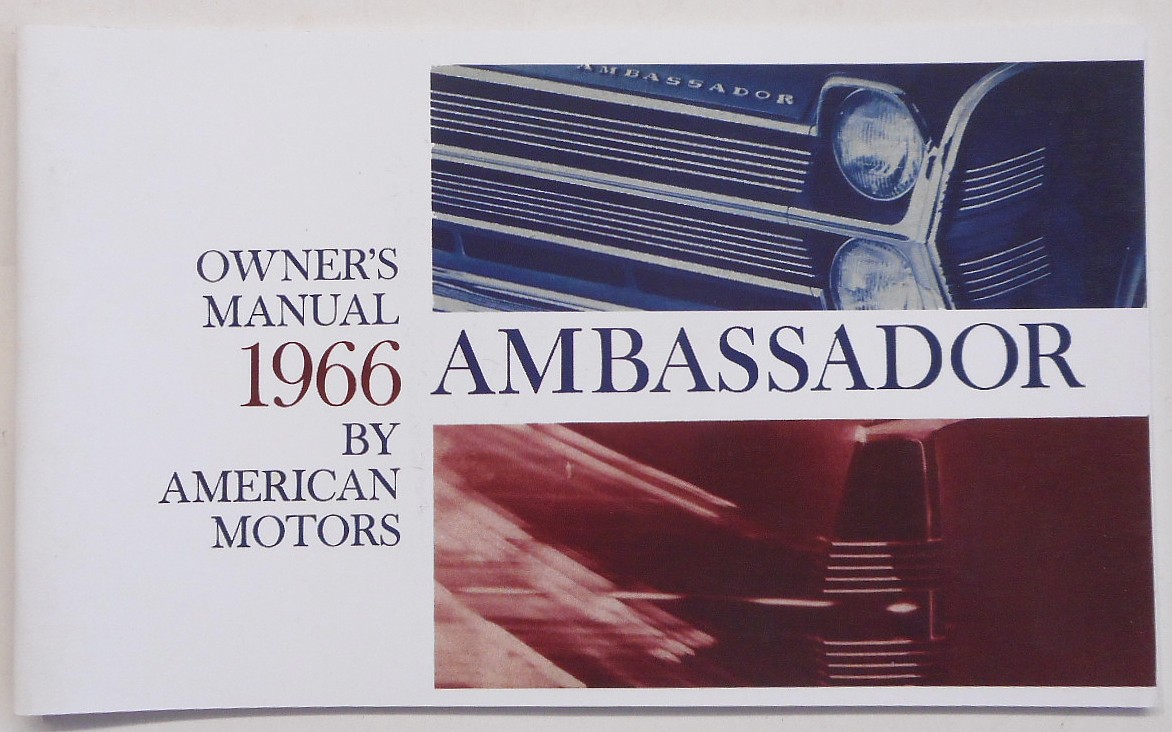 OWNER'S
MANUAL
1966
BY
AMERICAN
MOTORS
AMBASSADOR
AMBASSADOR